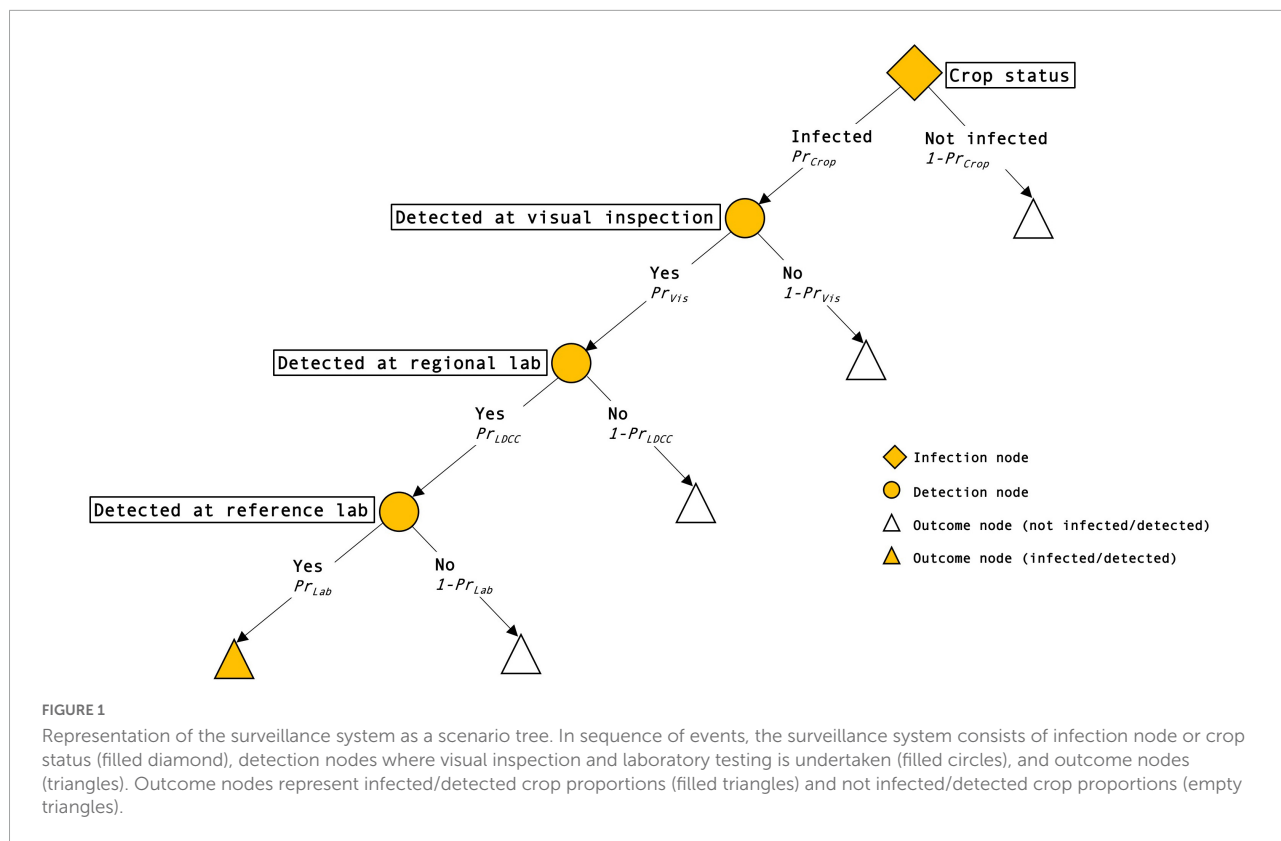 Crop status
Infected
Pr_Crop
Not infected
1-Pr_Crop
Detected at visual inspection
Yes
Pr_Vis
No
1-Pr_Vis
Detected at regional lab
Yes
Pr_LDCC
No
1-Pr_LDCC
Detected at reference lab
Yes
Pr_Lab
No
1-Pr_Lab
Infection node
Detection node
Outcome node (not infected/detected)
Outcome node (infected/detected)
FIGURE 1
Representation of the surveillance system as a scenario tree. In sequence of events, the surveillance system consists of infection node or crop
status (filled diamond), detection nodes where visual inspection and laboratory testing is undertaken (filled circles), and outcome nodes
(triangles). Outcome nodes represent infected/detected crop proportions (filled triangles) and not infected/detected crop proportions (empty
triangles).